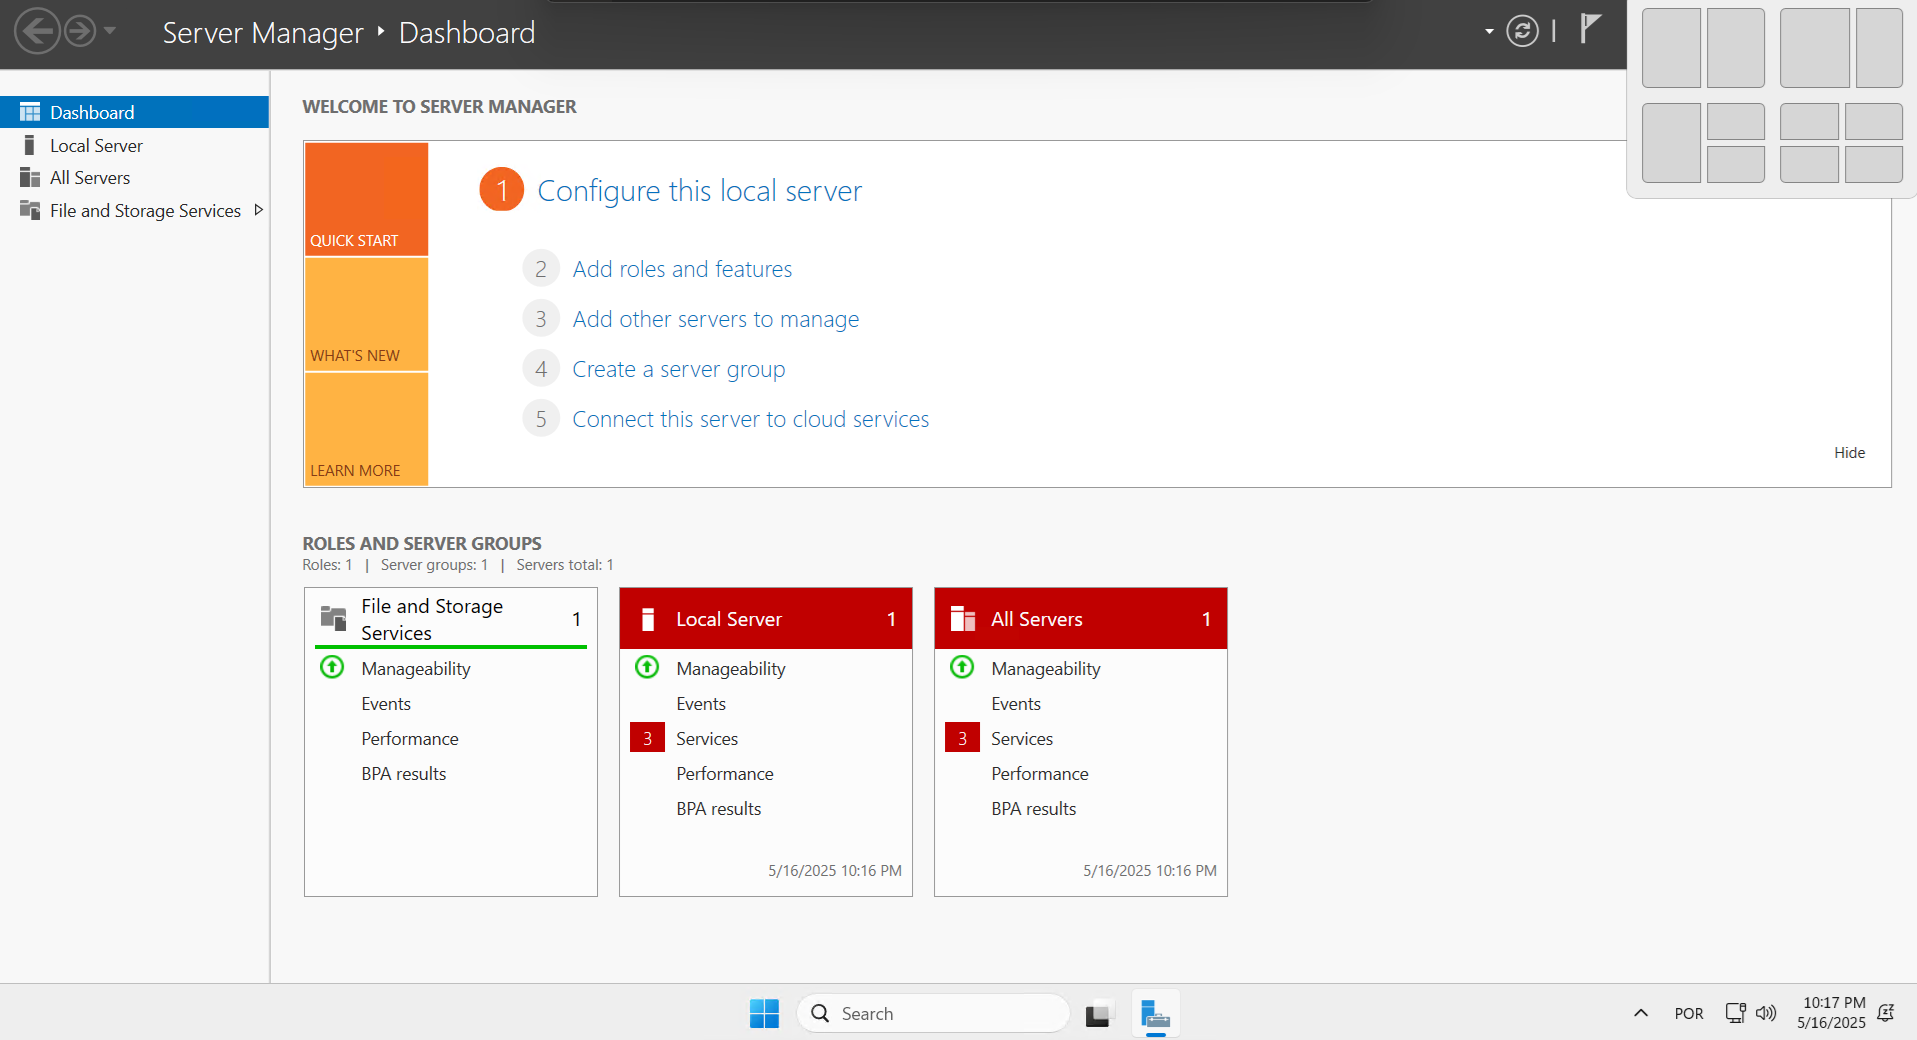 Server Manager ‣ Dashboard
Dashboard
Local Server
All Servers
File and Storage Services
WELCOME TO SERVER MANAGER
QUICK START
WHAT'S NEW
LEARN MORE
1 Configure this local server
2 Add roles and features
3 Add other servers to manage
4 Create a server group
5 Connect this server to cloud services
Hide
ROLES AND SERVER GROUPS
Roles: 1 | Server groups: 1 | Servers total: 1
File and Storage
Services 1
Manageability
Events
Performance
BPA results
Local Server 1
Manageability
Events
3 Services
Performance
BPA results
5/16/2025 10:16 PM
All Servers 1
Manageability
Events
3 Services
Performance
BPA results
5/16/2025 10:16 PM
Search
POR
10:17 PM
5/16/2025